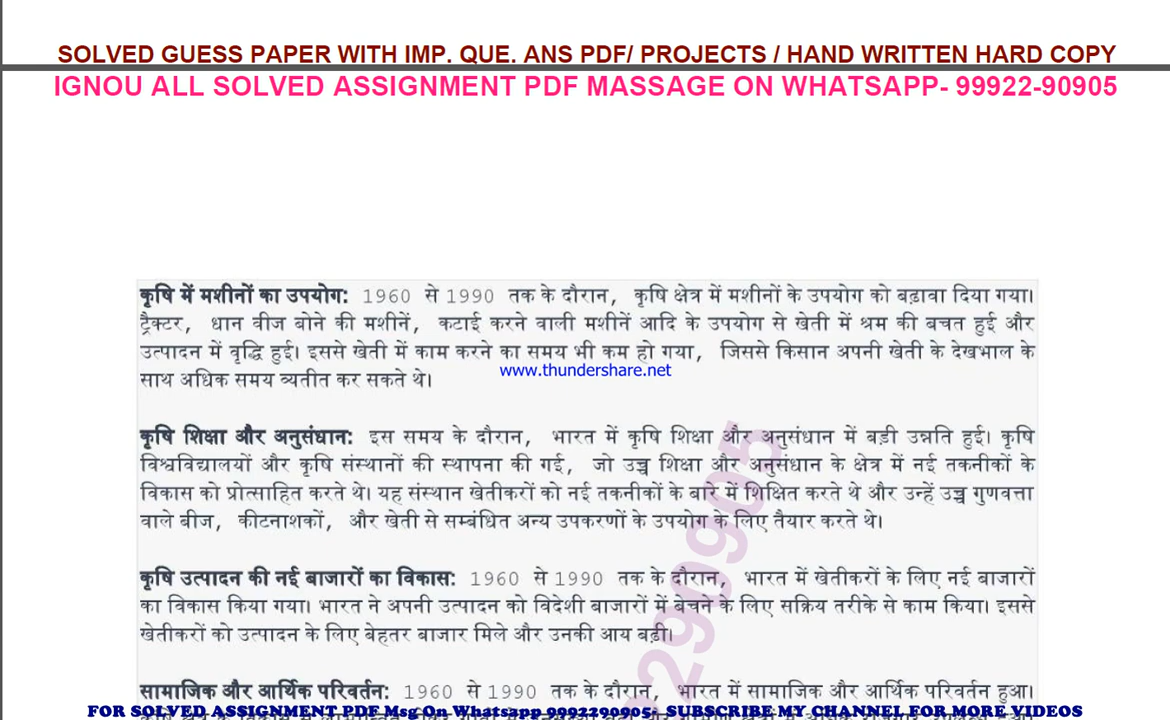 SOLVED GUESS PAPER WITH IMP. QUE. ANS PDF/ PROJECTS / HAND WRITTEN HARD COPY
IGNOU ALL SOLVED ASSIGNMENT PDF MASSAGE ON WHATSAPP- 99922-90905
कृषि में मशीनों का उपयोग: 1960 से 1990 तक के दौरान, कृषि क्षेत्र में मशीनों के उपयोग को बढ़ावा दिया गया।
ट्रैक्टर, धान वीज बोने की मशीनें, कटाई करने वाली मशीनें आदि के उपयोग से खेती में श्रम की बचत हुई और
उत्पादन में वृद्धि हुई। इससे खेती में काम करने का समय भी कम हो गया, जिससे किसान अपनी खेती के देखभाल के
www.thundershare.net
साथ अधिक समय व्यतीत कर सकते थे।
कृषि शिक्षा और अनुसंधान: इस समय के दौरान, भारत में कृषि शिक्षा और अनुसंधान में बड़ी उन्नति हुई। कृषि
विश्वविद्यालयों और कृषि संस्थानों की स्थापना की गई, जो उच्च शिक्षा और अनुसंधान के क्षेत्र में नई तकनीकों के
विकास को प्रोत्साहित करते थे। यह संस्थान खेतीकरों को नई तकनीकों के बारे में शिक्षित करते थे और उन्हें उच्च गुणवत्ता
वाले बीज, कीटनाशकों, और खेती से सम्बंधित अन्य उपकरणों के उपयोग के लिए तैयार करते थे।
कृषि उत्पादन की नई बाजारों का विकास: 1960 से 1990 तक के दौरान, भारत में खेतीकरों के लिए नई बाजारों
का विकास किया गया। भारत ने अपनी उत्पादन को विदेशी बाजारों में बेचने के लिए सक्रिय तरीके से काम किया। इससे
खेतीकरों को उत्पादन के लिए बेहतर बाजार मिले और उनकी आय बढ़ी।
सामाजिक और आर्थिक परिवर्तन: 1960 से 1990 तक के दौरान, भारत में सामाजिक और आर्थिक परिवर्तन हुआ।
FOR SOLVED ASSIGNMENT PDF Msg On Whatsapp 9992290905- SUBSCRIBE MY CHANNEL FOR MORE VIDEOS
290905